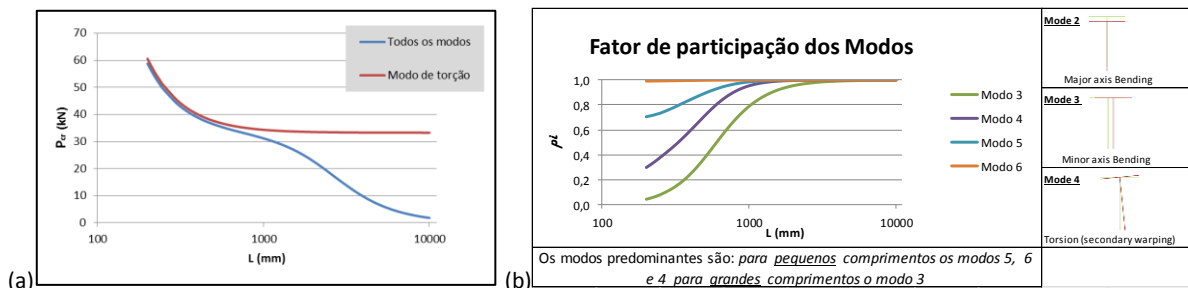 70
60
50
40
30
20
10
0
P_cr (kN)
100
1000
10000
L (mm)
Todos os modos
Modo de torção
(a)
Fator de participação dos Modos
1,0
0,8
0,6
0,4
0,2
0,0
pi
100
1000
10000
L (mm)
Modo 3
Modo 4
Modo 5
Modo 6
Os modos predominantes são: para pequenos comprimentos os modos 5, 6
e 4 para grandes comprimentos o modo 3
(b)
Mode 2
Major axis Bending
Mode 3
Minor axis Bending
Mode 4
Torsion (secondary warping)